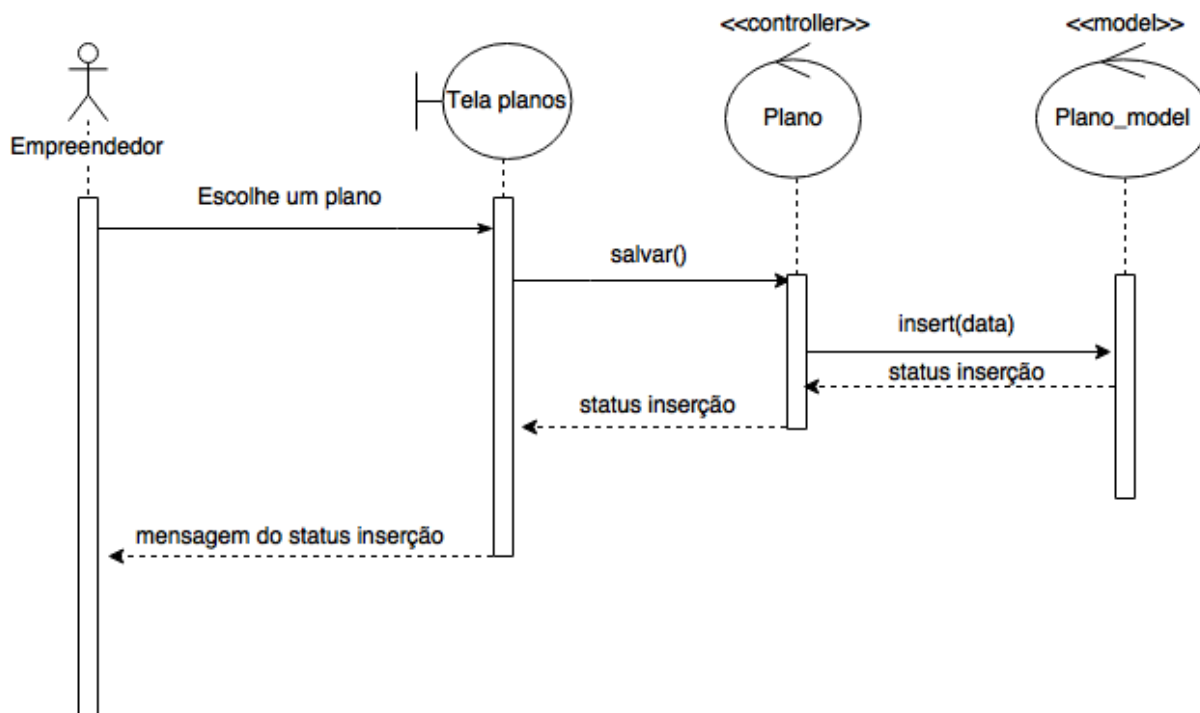 <<controller>>
<<model>>
Tela planos
Plano
Plano_model
Empreendedor
Escolhe um plano
salvar()
insert(data)
status inserção
status inserção
mensagem do status inserção